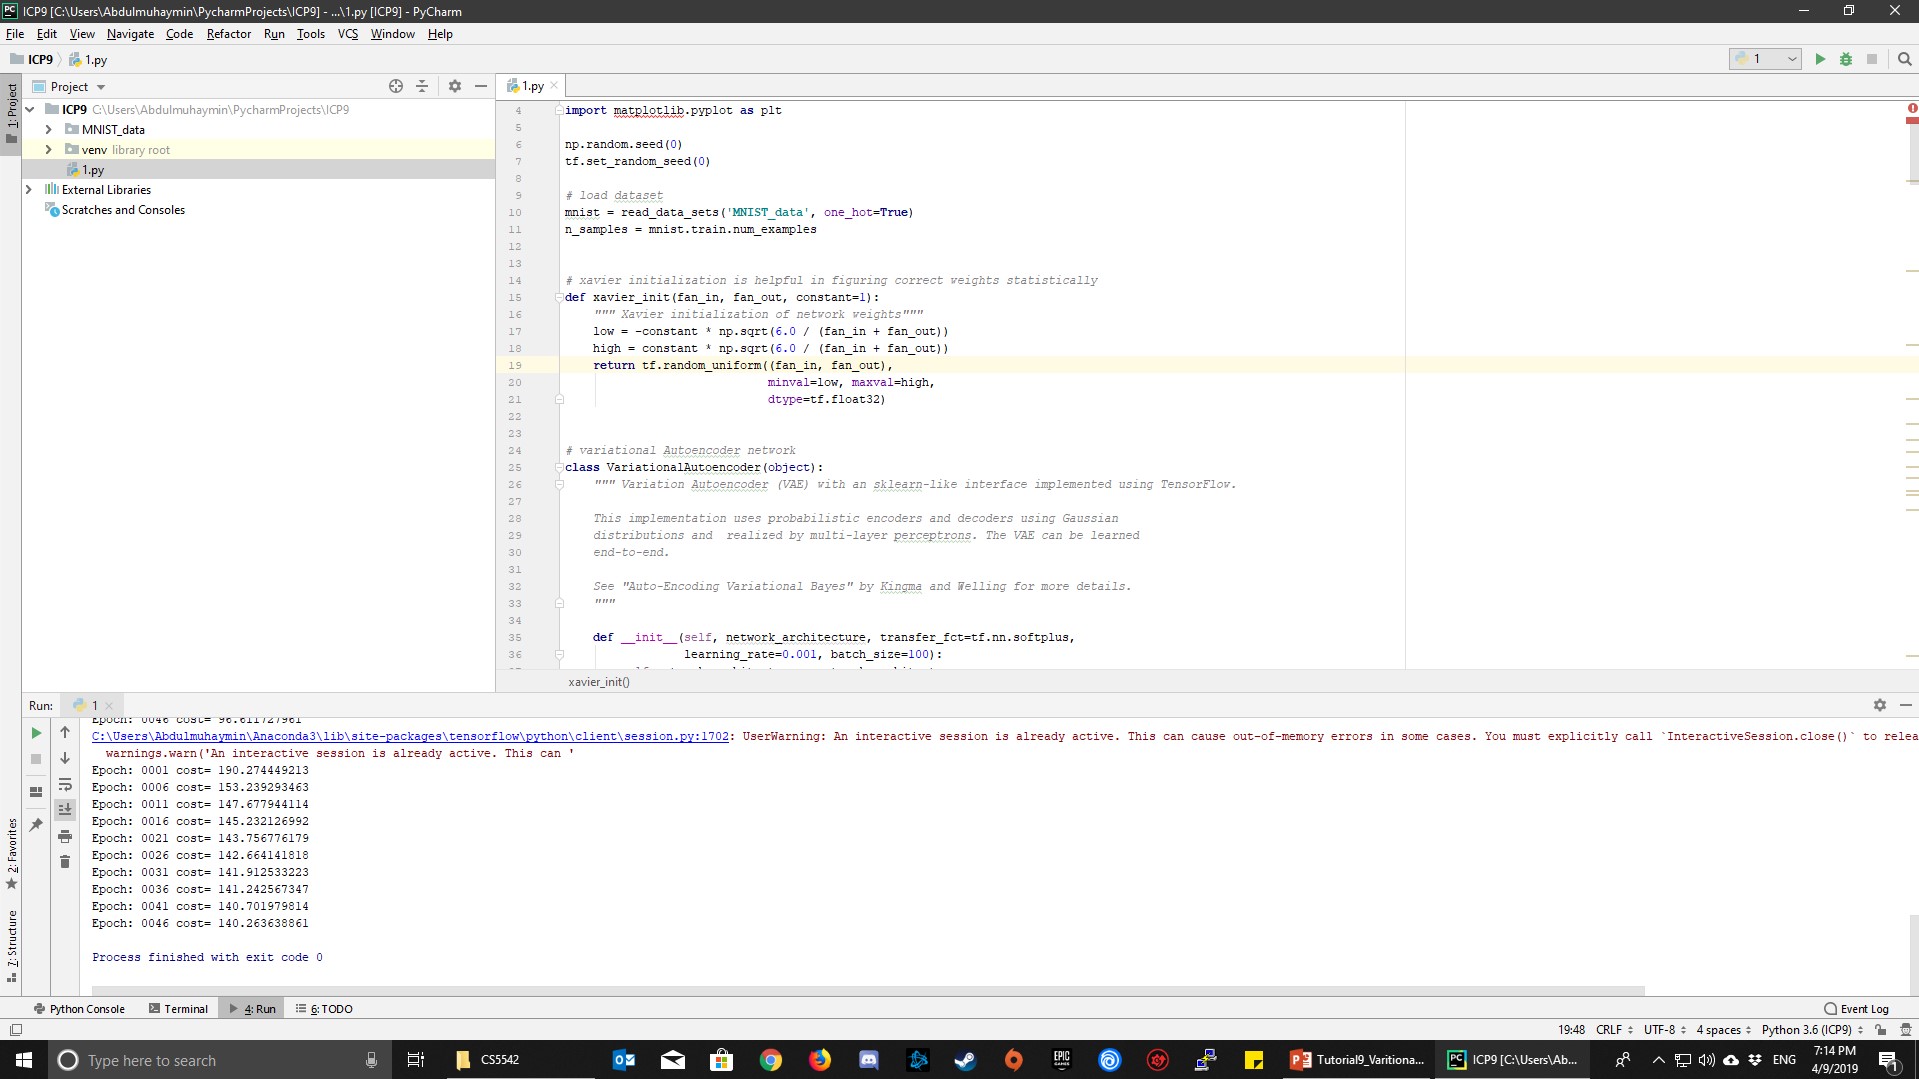 ICP9 [C:\Users\Abdulmuhaymin\PycharmProjects\ICP9] - ...\1.py [ICP9] - PyCharm
File Edit View Navigate Code Refactor Run Tools VCS Window Help
ICP9 1.py
1
Project
1.py
1: Project
ICP9 C:\Users\Abdulmuhaymin\PycharmProjects\ICP9
MNIST_data
venv library root
1.py
External Libraries
Scratches and Consoles
4 import matplotlib.pyplot as plt
5
6 np.random.seed(0)
7 tf.set_random_seed(0)
8
9 # load dataset
10 mnist = read_data_sets('MNIST_data', one_hot=True)
11 n_samples = mnist.train.num_examples
12
13
14 # xavier initialization is helpful in figuring correct weights statistically
15 def xavier_init(fan_in, fan_out, constant=1):
16 """ Xavier initialization of network weights"""
17 low = -constant * np.sqrt(6.0 / (fan_in + fan_out))
18 high = constant * np.sqrt(6.0 / (fan_in + fan_out))
19 return tf.random_uniform((fan_in, fan_out),
20 minval=low, maxval=high,
21 dtype=tf.float32)
22
23
24 # variational Autoencoder network
25 class VariationalAutoencoder(object):
26 """ Variation Autoencoder (VAE) with an sklearn-like interface implemented using TensorFlow.
27
28 This implementation uses probabilistic encoders and decoders using Gaussian
29 distributions and  realized by multi-layer perceptrons. The VAE can be learned
30 end-to-end.
31
32 See "Auto-Encoding Variational Bayes" by Kingma and Welling for more details.
33 """
34
35 def __init__(self, network_architecture, transfer_fct=tf.nn.softplus,
36 learning_rate=0.001, batch_size=100):
xavier_init()
Run: 1
Epoch: 0046 cost= 96.611727961
C:\Users\Abdulmuhaymin\Anaconda3\lib\site-packages\tensorflow\python\client\session.py:1702: UserWarning: An interactive session is already active. This can cause out-of-memory errors in some cases. You must explicitly call `InteractiveSession.close()` to relea
warnings.warn('An interactive session is already active. This can '
Epoch: 0001 cost= 190.274449213
Epoch: 0006 cost= 153.239293463
Epoch: 0011 cost= 147.677944114
Epoch: 0016 cost= 145.232126992
Epoch: 0021 cost= 143.756776179
Epoch: 0026 cost= 142.664141818
Epoch: 0031 cost= 141.912533223
Epoch: 0036 cost= 141.242567347
Epoch: 0041 cost= 140.701979814
Epoch: 0046 cost= 140.263638861
Process finished with exit code 0
2: Favorites
7: Structure
Python Console Terminal 4: Run 6: TODO Event Log
19:48 CRLF UTF-8 4 spaces Python 3.6 (ICP9)
Type here to search
CS5542
EPIC GAMES
Tutorial9_Varitiona...
ICP9 [C:\Users\Ab...
ENG
7:14 PM
4/9/2019
1